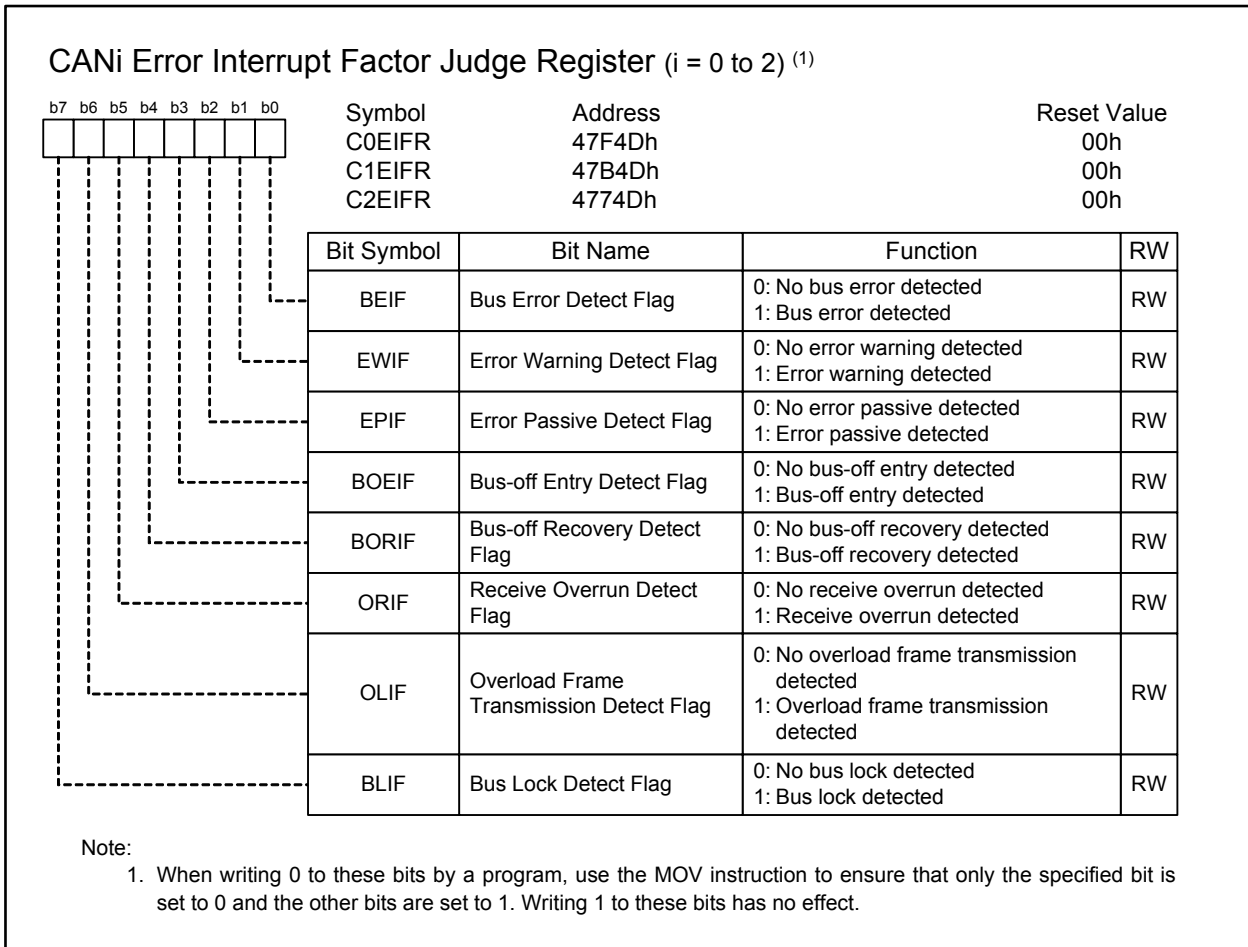 CANi Error Interrupt Factor Judge Register (i = 0 to 2) (1)
b7 b6 b5 b4 b3 b2 b1 b0
Symbol Address Reset Value
C0EIFR 47F4Dh 00h
C1EIFR 47B4Dh 00h
C2EIFR 4774Dh 00h
Bit Symbol Bit Name Function RW
BEIF Bus Error Detect Flag 0: No bus error detected RW
1: Bus error detected
EWIF Error Warning Detect Flag 0: No error warning detected RW
1: Error warning detected
EPIF Error Passive Detect Flag 0: No error passive detected RW
1: Error passive detected
BOEIF Bus-off Entry Detect Flag 0: No bus-off entry detected RW
1: Bus-off entry detected
BORIF Bus-off Recovery Detect 0: No bus-off recovery detected RW
Flag 1: Bus-off recovery detected
ORIF Receive Overrun Detect 0: No receive overrun detected RW
Flag 1: Receive overrun detected
OLIF Overload Frame 0: No overload frame transmission RW
detected
Transmission Detect Flag 1: Overload frame transmission
detected
BLIF Bus Lock Detect Flag 0: No bus lock detected RW
1: Bus lock detected
Note:
1. When writing 0 to these bits by a program, use the MOV instruction to ensure that only the specified bit is
set to 0 and the other bits are set to 1. Writing 1 to these bits has no effect.